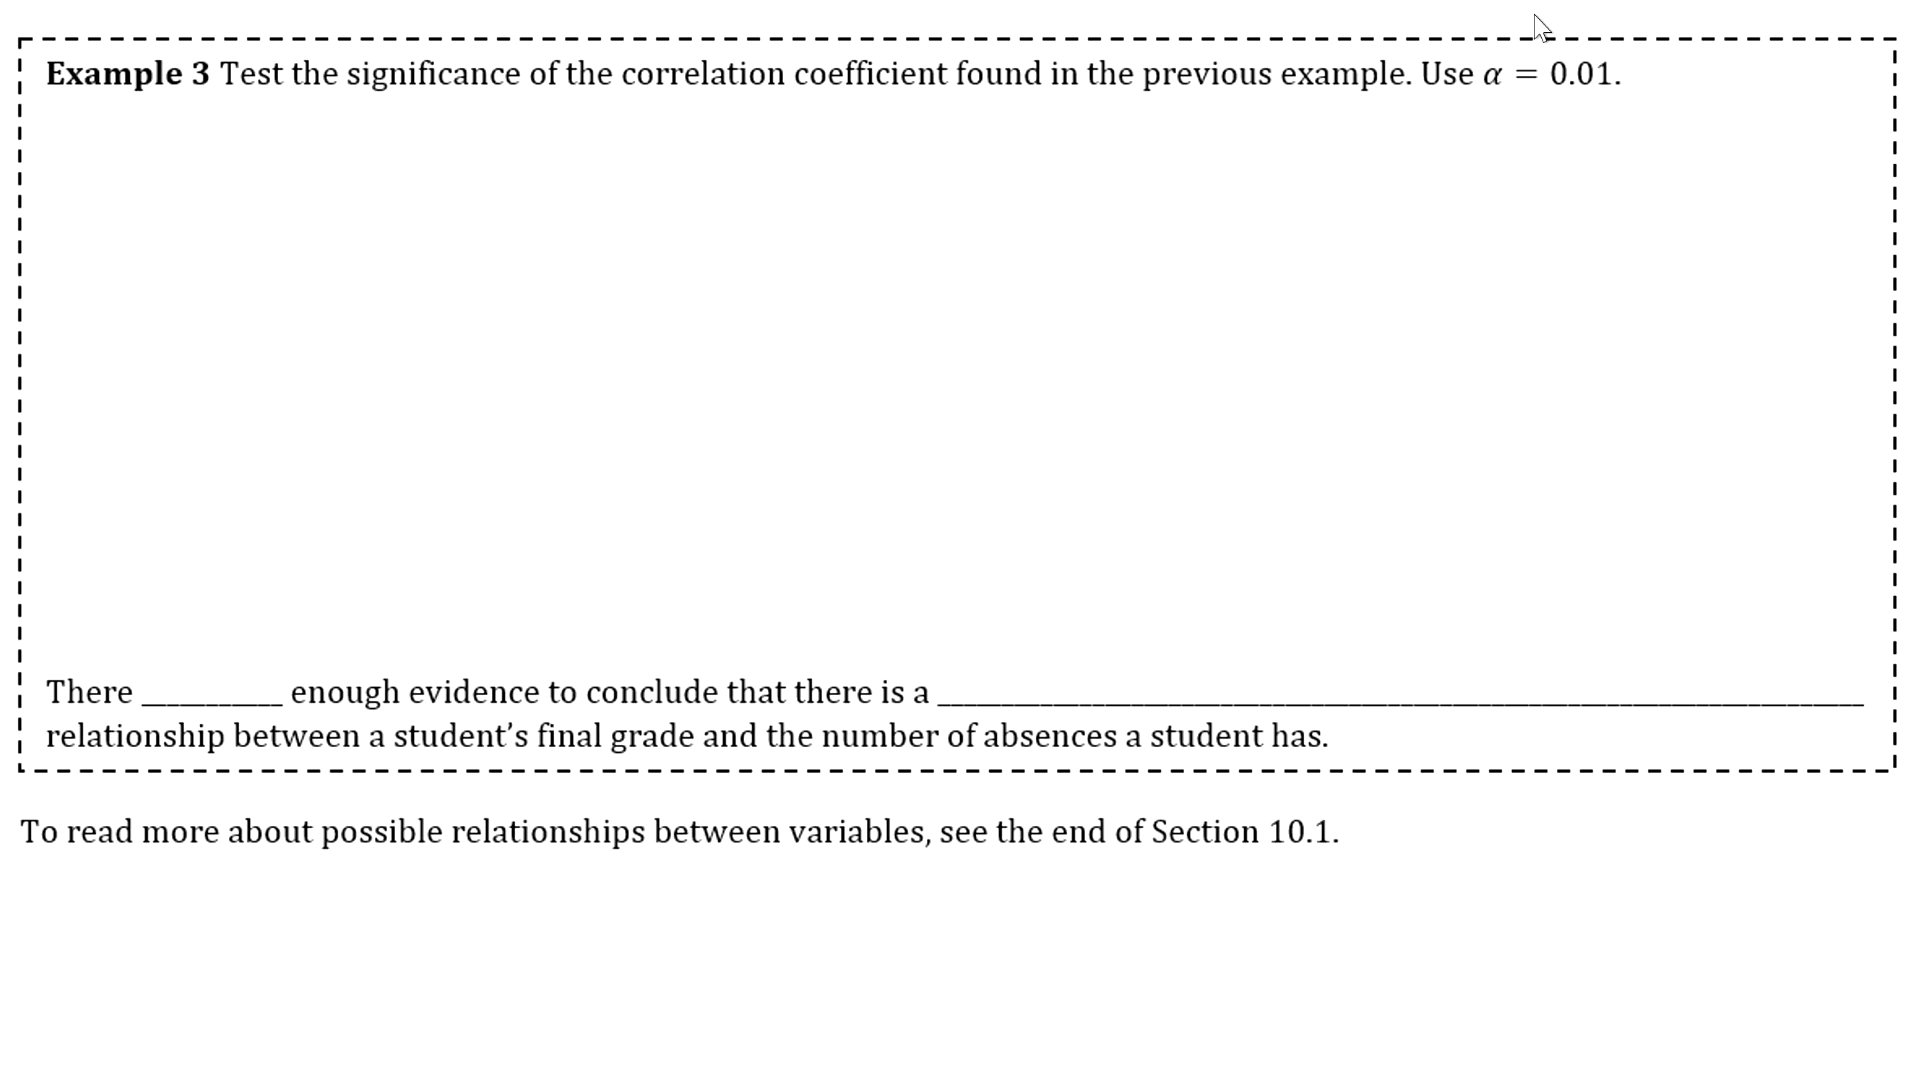 Example 3 Test the significance of the correlation coefficient found in the previous example. Use α = 0.01.
There __________ enough evidence to conclude that there is a __________________________________________________________________
relationship between a student’s final grade and the number of absences a student has.
To read more about possible relationships between variables, see the end of Section 10.1.